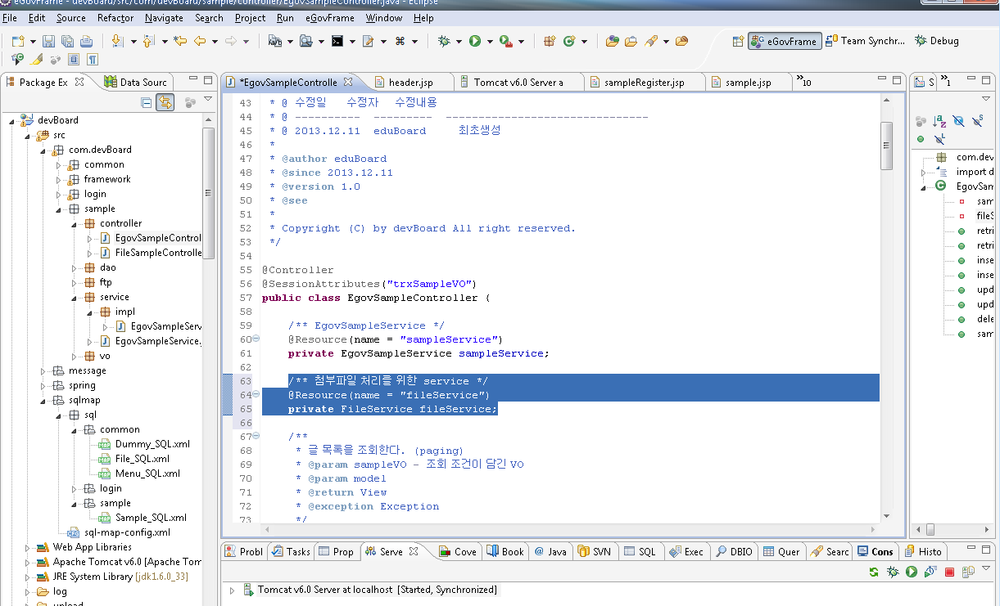 eGovFrame - devBoard/src/com/devBoard/sample/controller/EgovSampleController.java - Eclipse
File Edit Source Refactor Navigate Search Project Run eGovFrame Window Help
eGovFrame Team Synchr... Debug
Package Ex Data Sourc
*EgovSampleControlle header.jsp Tomcat v6.0 Server a sampleRegister.jsp sample.jsp »10
S »1
devBoard
src
com.devBoard
common
framework
login
sample
controller
EgovSampleControl
FileSampleControlle
dao
ftp
service
impl
EgovSampleServ
EgovSampleService.
vo
message
spring
sqlmap
sql
common
Dummy_SQL.xml
File_SQL.xml
Menu_SQL.xml
login
sample
Sample_SQL.xml
sql-map-config.xml
Web App Libraries
Apache Tomcat v6.0 [Apache Tom
JRE System Library [jdk1.6.0_33]
log
upload
43 * @ 수정일 수정자 수정내용
44 * @ ---------- --------- -------------------------------
45 * @ 2013.12.11 eduBoard 최초생성
46 *
47 * @author eduBoard
48 * @since 2013.12.11
49 * @version 1.0
50 * @see
51 *
52 * Copyright (C) by devBoard All right reserved.
53 */
54
55 @Controller
56 @SessionAttributes("trxSampleVO")
57 public class EgovSampleController {
58
59 /** EgovSampleService */
60 @Resource(name = "sampleService")
61 private EgovSampleService sampleService;
62
63 /** 첨부파일 처리를 위한 service */
64 @Resource(name = "fileService")
65 private FileService fileService;
66
67 /**
68 * 글 목록을 조회한다. (paging)
69 * @param sampleVO - 조회 조건이 담긴 VO
70 * @param model
71 * @return View
72 * @exception Exception
73 */
com.dev
import d
EgovSam
sam
fileS
retri
retri
inse
inse
upd
upd
dele
sam
Probl Tasks Prop Serve Cove Book Java SVN SQL Exec DBIO Quer Searc Cons Histo
Tomcat v6.0 Server at localhost [Started, Synchronized]